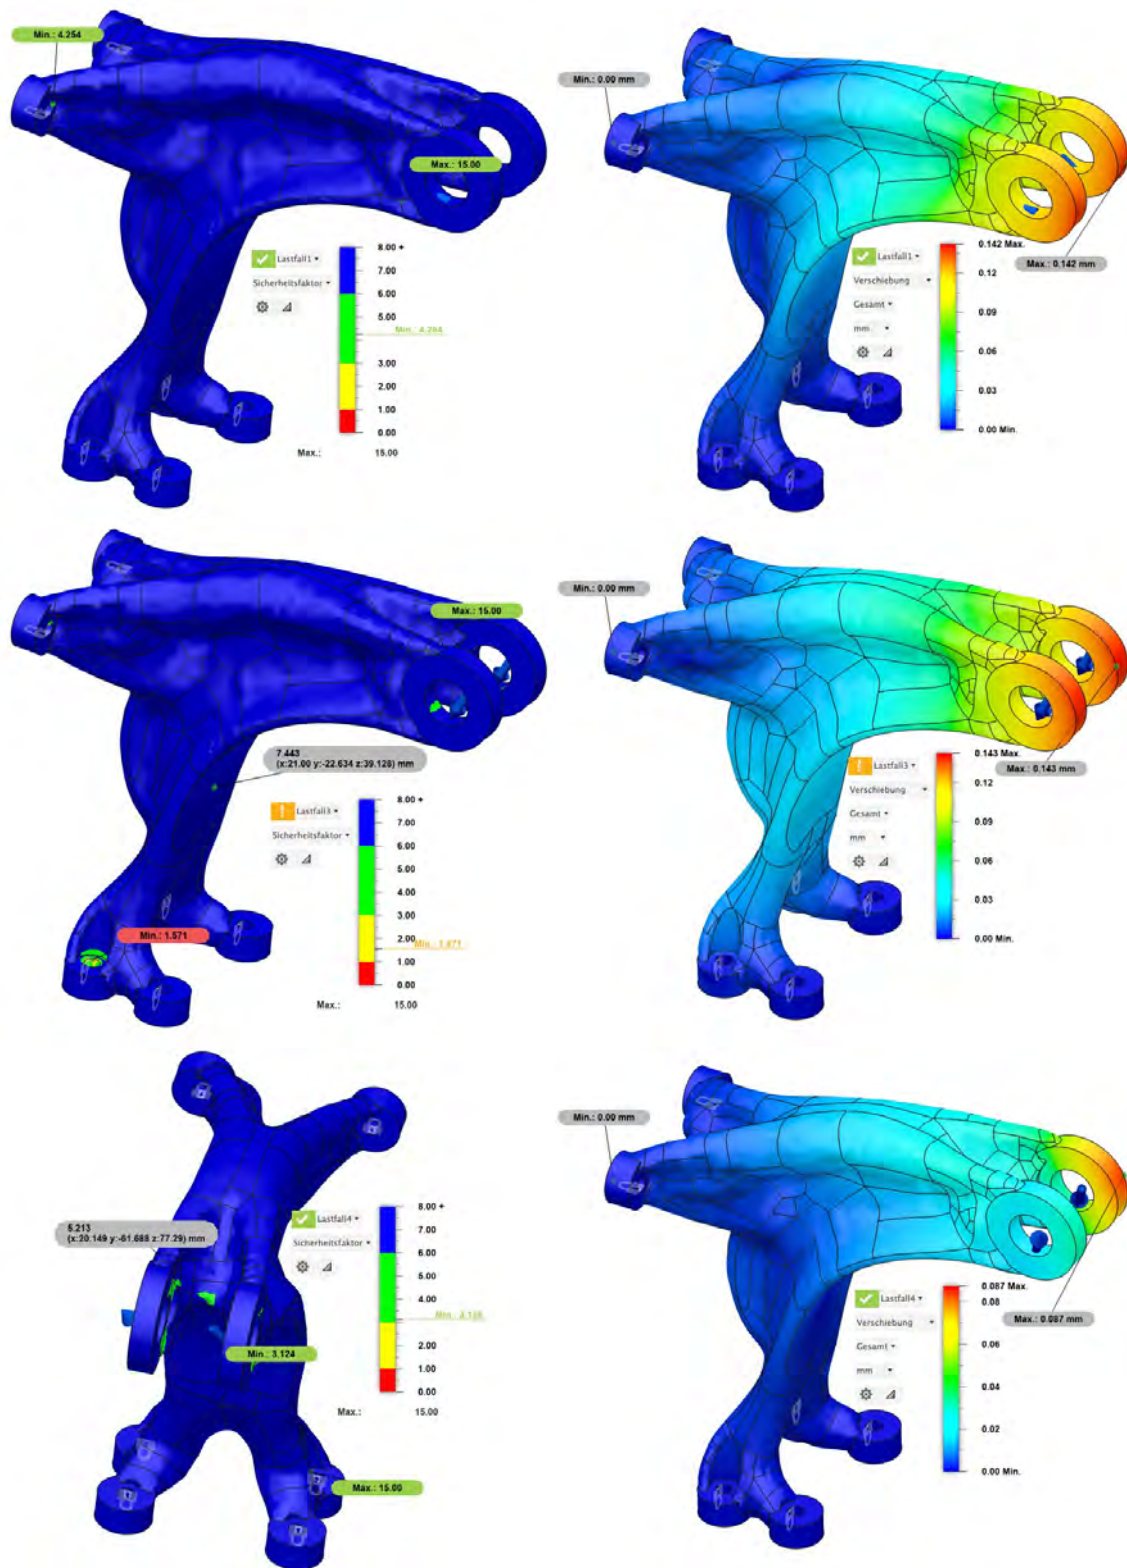 Min.: 4.254
Max.: 15.00
Lastfall1
Sicherheitsfaktor
8.00 +
7.00
6.00
5.00
3.00
2.00
1.00
0.00
Max.: 15.00
Min.: 0.00 mm
Max.: 0.142 mm
Lastfall1
Verschiebung
Gesamt
mm
0.142 Max.
0.12
0.09
0.06
0.03
0.00 Min.
Max.: 15.00
7.443
(x:21.00 y:-22.634 z:39.128) mm
Min.: 1.571
Lastfall3
Sicherheitsfaktor
8.00 +
7.00
6.00
5.00
4.00
3.00
2.00
1.00
0.00
Max.: 15.00
Min.: 0.00 mm
Max.: 0.143 mm
Lastfall3
Verschiebung
Gesamt
mm
0.143 Max.
0.12
0.09
0.06
0.03
0.00 Min.
5.213
(x:20.149 y:-61.688 z:77.29) mm
Min.: 3.124
Max.: 15.00
Lastfall4
Sicherheitsfaktor
8.00 +
7.00
6.00
5.00
4.00
2.00
1.00
0.00
Max.: 15.00
Min.: 0.00 mm
Max.: 0.087 mm
Lastfall4
Verschiebung
Gesamt
mm
0.087 Max.
0.08
0.06
0.04
0.02
0.00 Min.